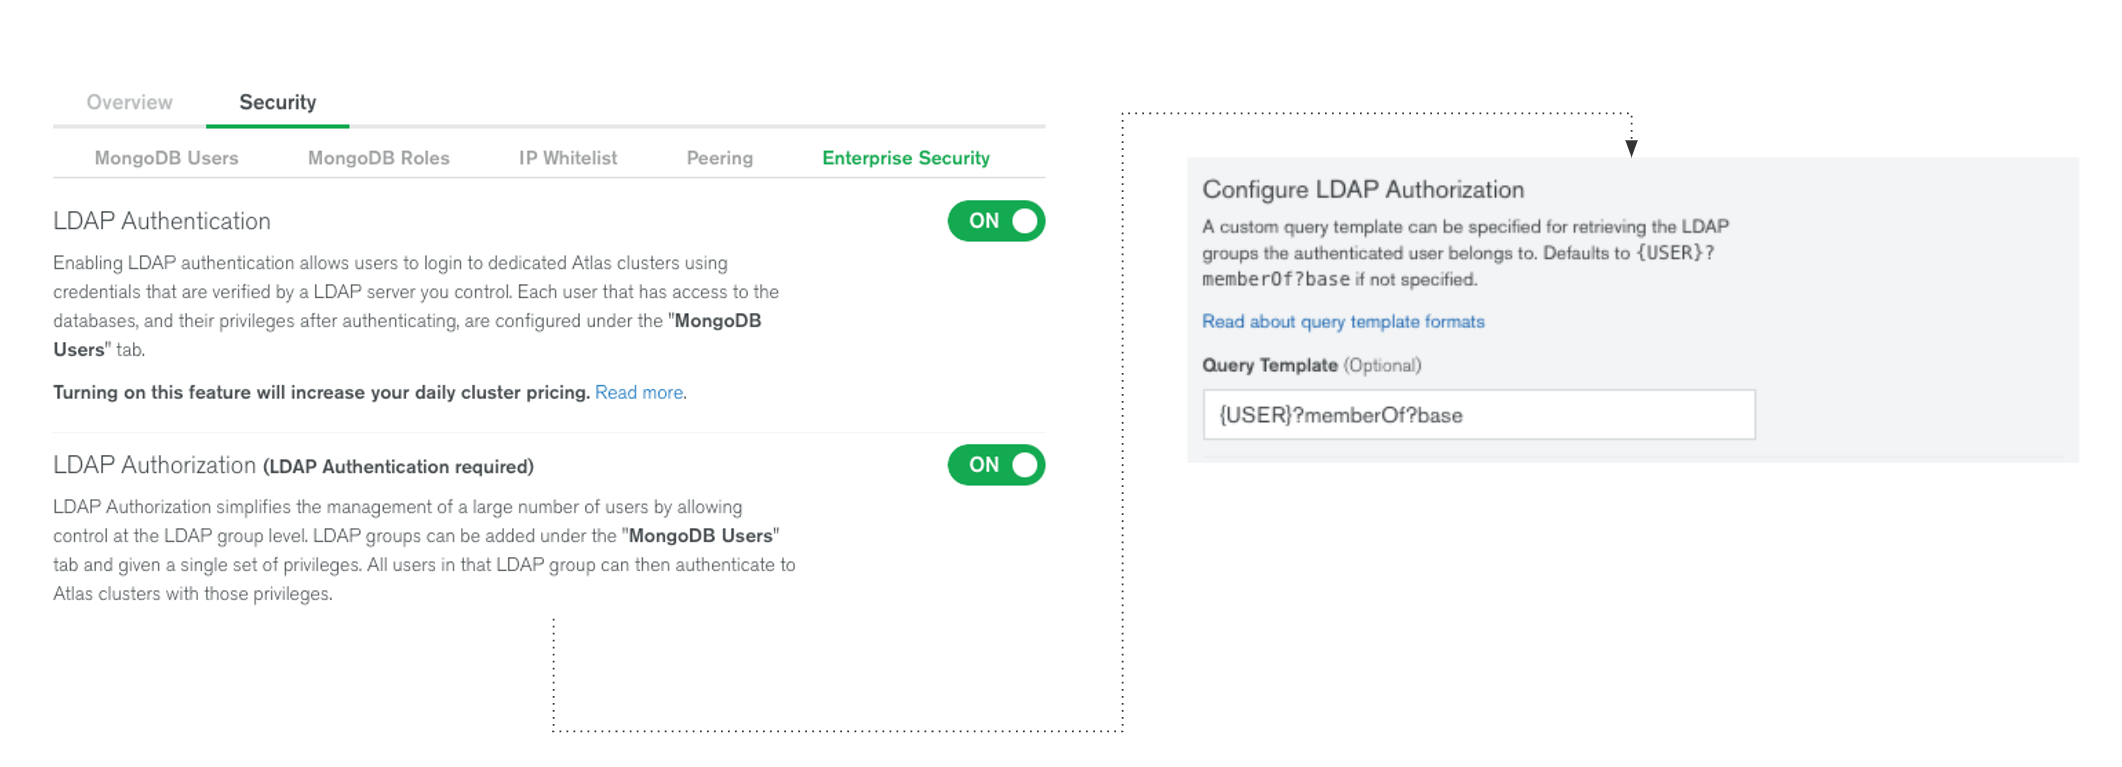 Overview Security
MongoDB Users MongoDB Roles IP Whitelist Peering Enterprise Security
LDAP Authentication ON
Enabling LDAP authentication allows users to login to dedicated Atlas clusters using
credentials that are verified by a LDAP server you control. Each user that has access to the
databases, and their privileges after authenticating, are configured under the "MongoDB
Users" tab.
Turning on this feature will increase your daily cluster pricing. Read more.
LDAP Authorization (LDAP Authentication required) ON
LDAP Authorization simplifies the management of a large number of users by allowing
control at the LDAP group level. LDAP groups can be added under the "MongoDB Users"
tab and given a single set of privileges. All users in that LDAP group can then authenticate to
Atlas clusters with those privileges.
Configure LDAP Authorization
A custom query template can be specified for retrieving the LDAP
groups the authenticated user belongs to. Defaults to {USER}?
memberOf?base if not specified.
Read about query template formats
Query Template (Optional)
{USER}?memberOf?base